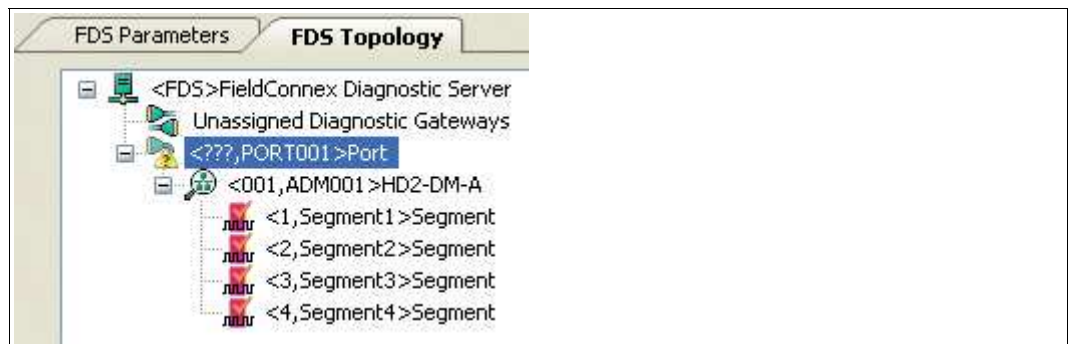 FDS Parameters
FDS Topology
<FDS>FieldConnex Diagnostic Server
Unassigned Diagnostic Gateways
<???,PORT001>Port
<001,ADM001>HD2-DM-A
<1,Segment1>Segment
<2,Segment2>Segment
<3,Segment3>Segment
<4,Segment4>Segment